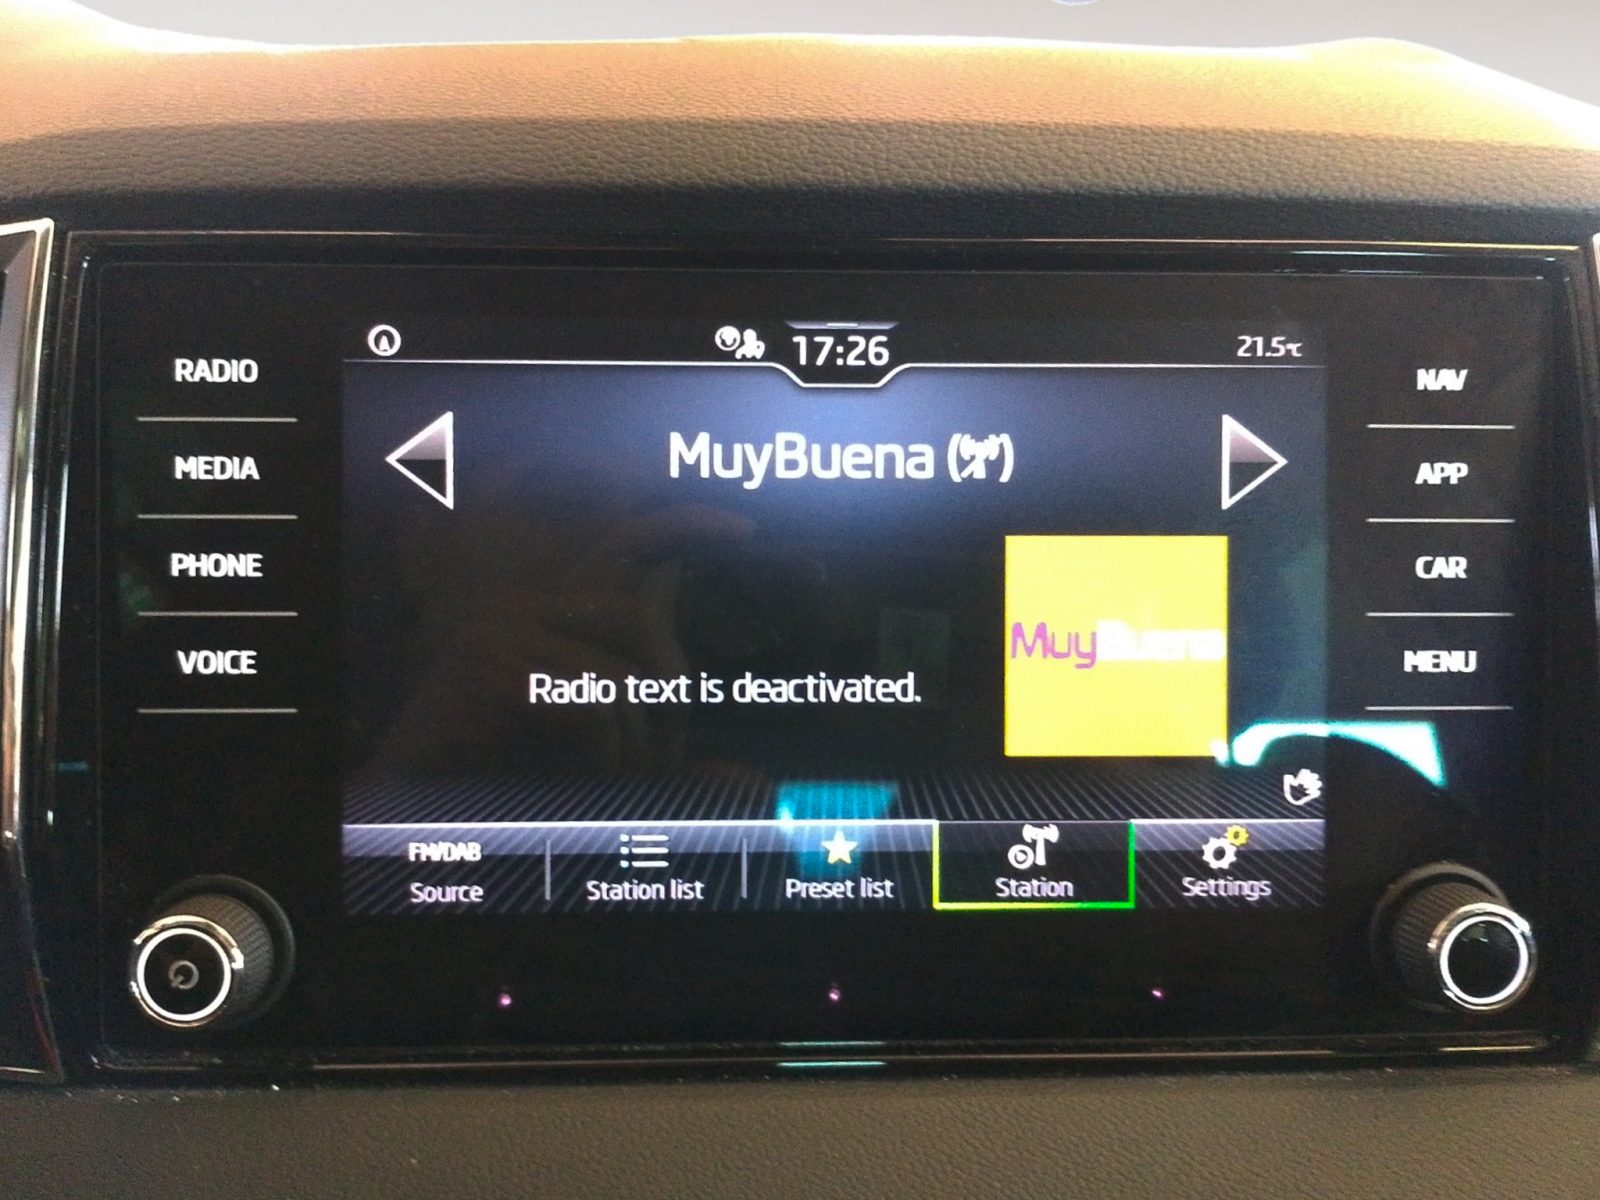 17:26
21.5°C
RADIO
MEDIA
PHONE
VOICE
MuyBuena
MuyBuena
Radio text is deactivated.
NAV
APP
CAR
MENU
FM/DAB
Source
Station list
Preset list
Station
Settings